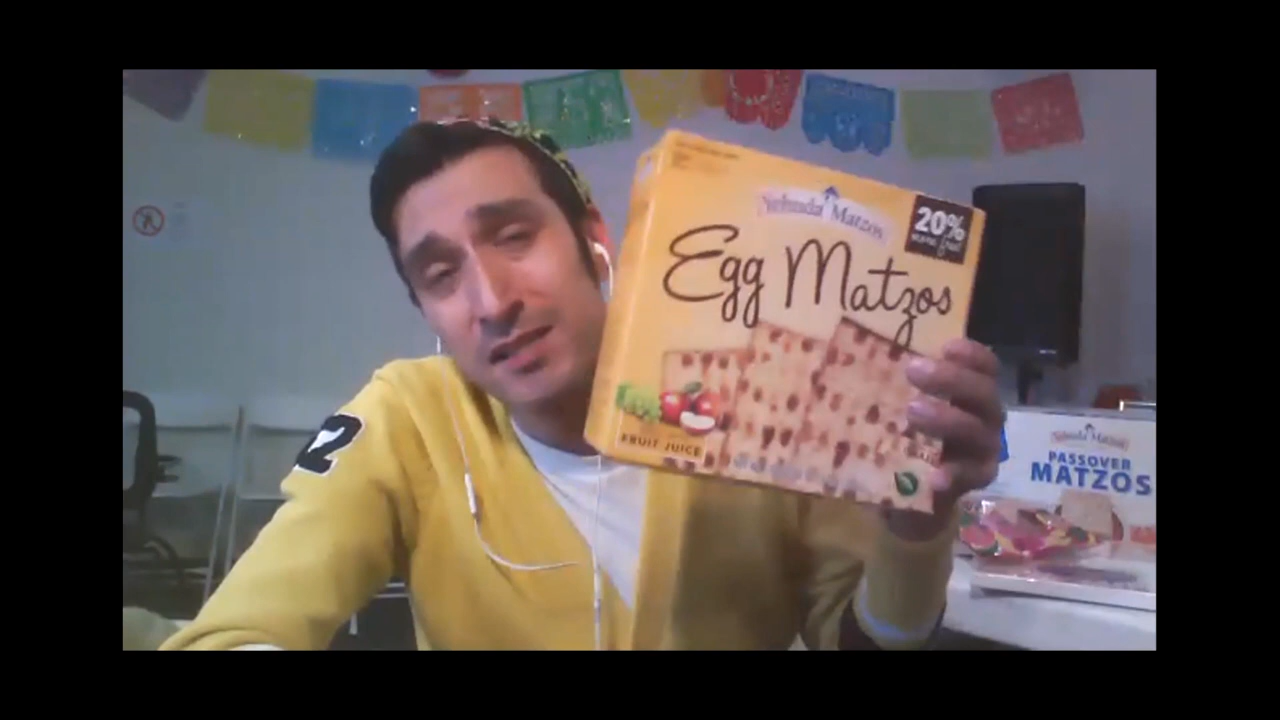 Yehuda Matzos
20%
Egg Matzos
FRUIT JUICE
2
Yehuda Matzos
PASSOVER
MATZOS